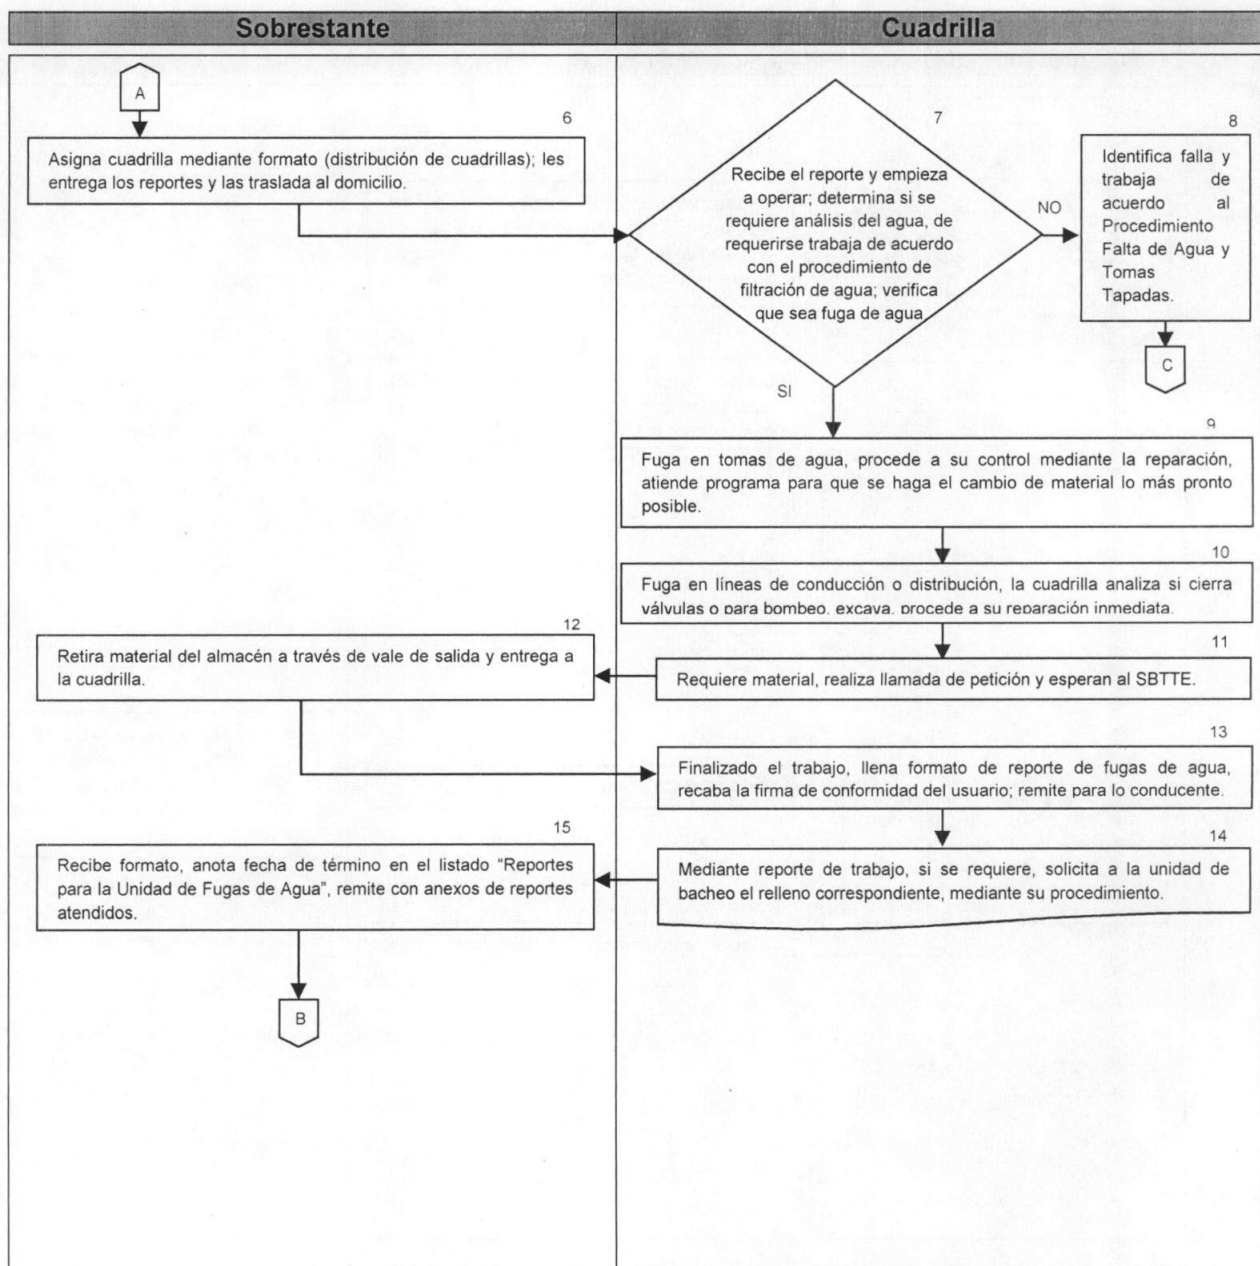 Sobrestante
Cuadrilla
A
6
Asigna cuadrilla mediante formato (distribución de cuadrillas); les
entrega los reportes y las traslada al domicilio.
7
Recibe el reporte y empieza
a operar; determina si se
requiere análisis del agua, de
requerirse trabaja de acuerdo
con el procedimiento de
filtración de agua; verifica
que sea fuga de agua
NO
SI
8
Identifica falla y
trabaja de
acuerdo al
Procedimiento
Falta de Agua y
Tomas
Tapadas.
C
9
Fuga en tomas de agua, procede a su control mediante la reparación,
atiende programa para que se haga el cambio de material lo más pronto
posible.
10
Fuga en líneas de conducción o distribución, la cuadrilla analiza si cierra
válvulas o para bombeo, excava, procede a su reparación inmediata.
11
Requiere material, realiza llamada de petición y esperan al SBTTE.
12
Retira material del almacén a través de vale de salida y entrega a
la cuadrilla.
13
Finalizado el trabajo, llena formato de reporte de fugas de agua,
recaba la firma de conformidad del usuario; remite para lo conducente.
14
Mediante reporte de trabajo, si se requiere, solicita a la unidad de
bacheo el relleno correspondiente, mediante su procedimiento.
15
Recibe formato, anota fecha de término en el listado “Reportes
para la Unidad de Fugas de Agua”, remite con anexos de reportes
atendidos.
B